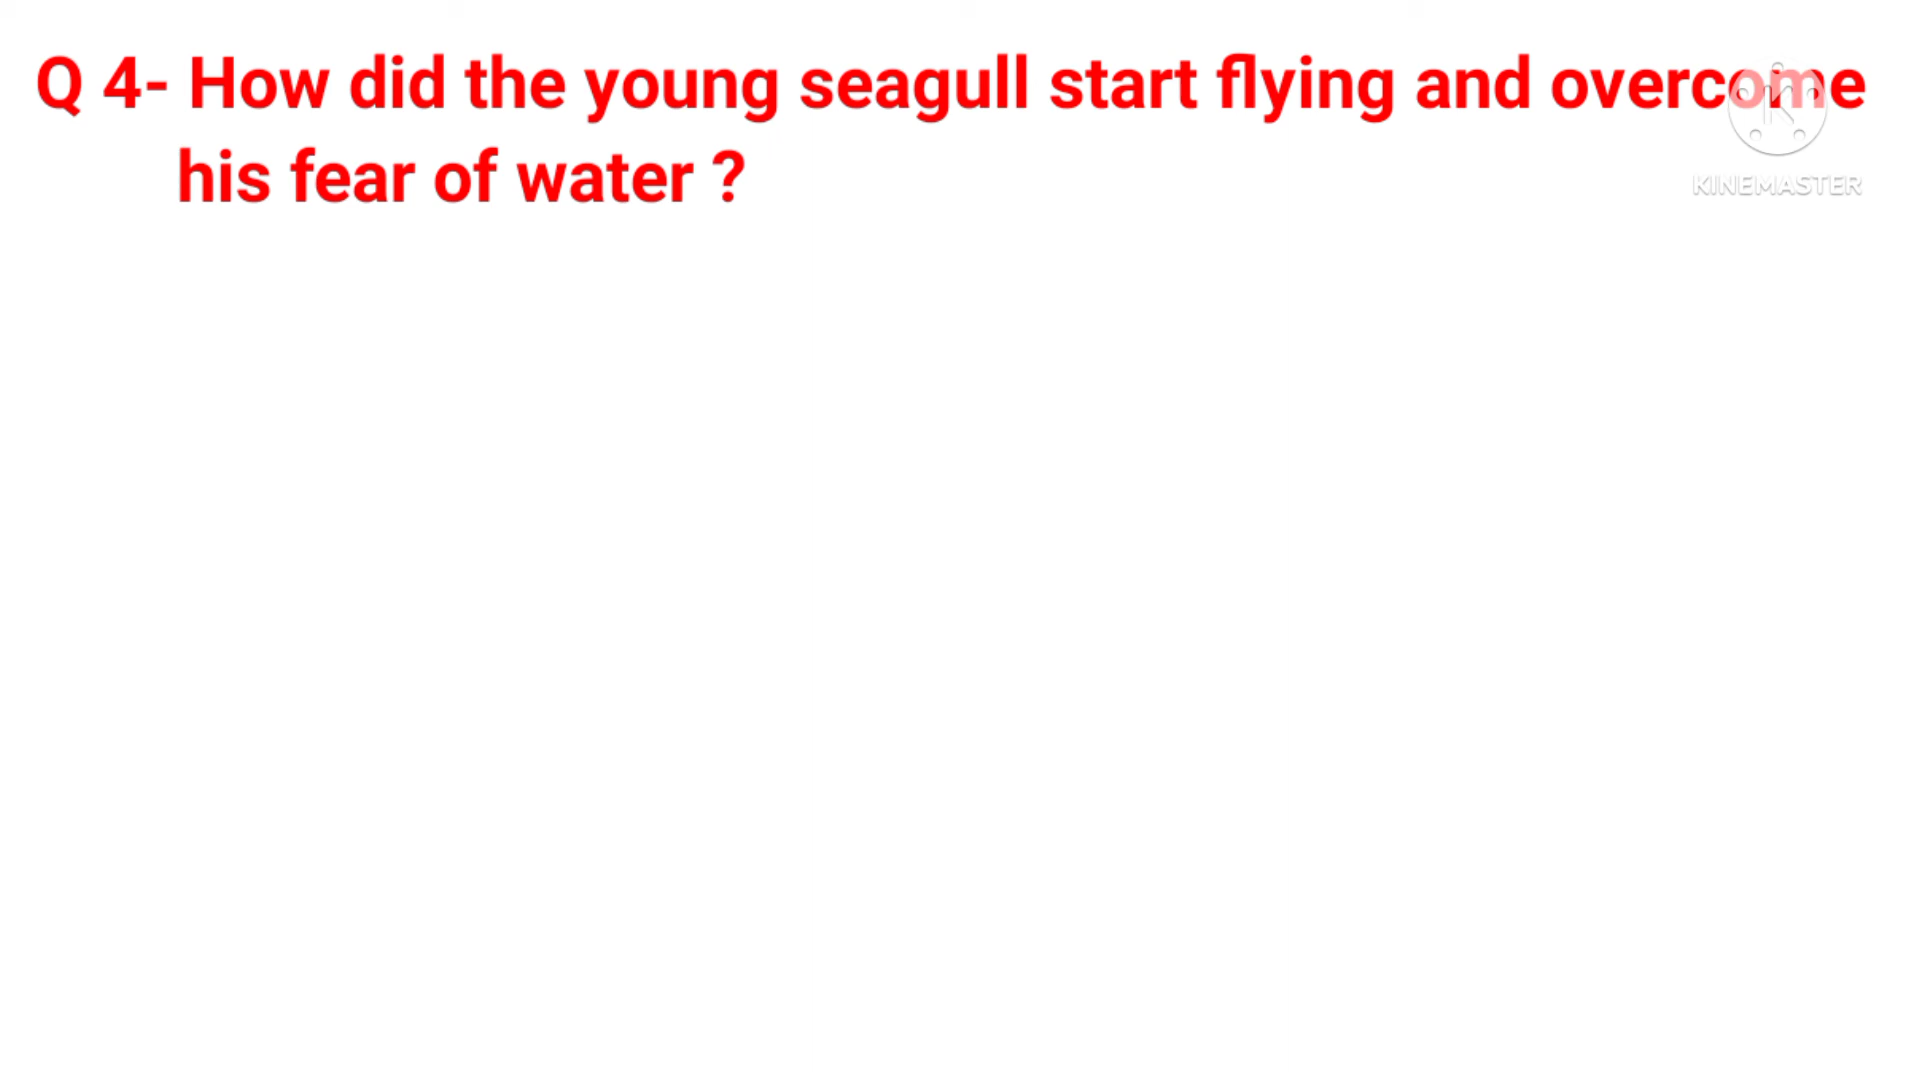 Q 4- How did the young seagull start flying and overcome
his fear of water ?
KINEMASTER